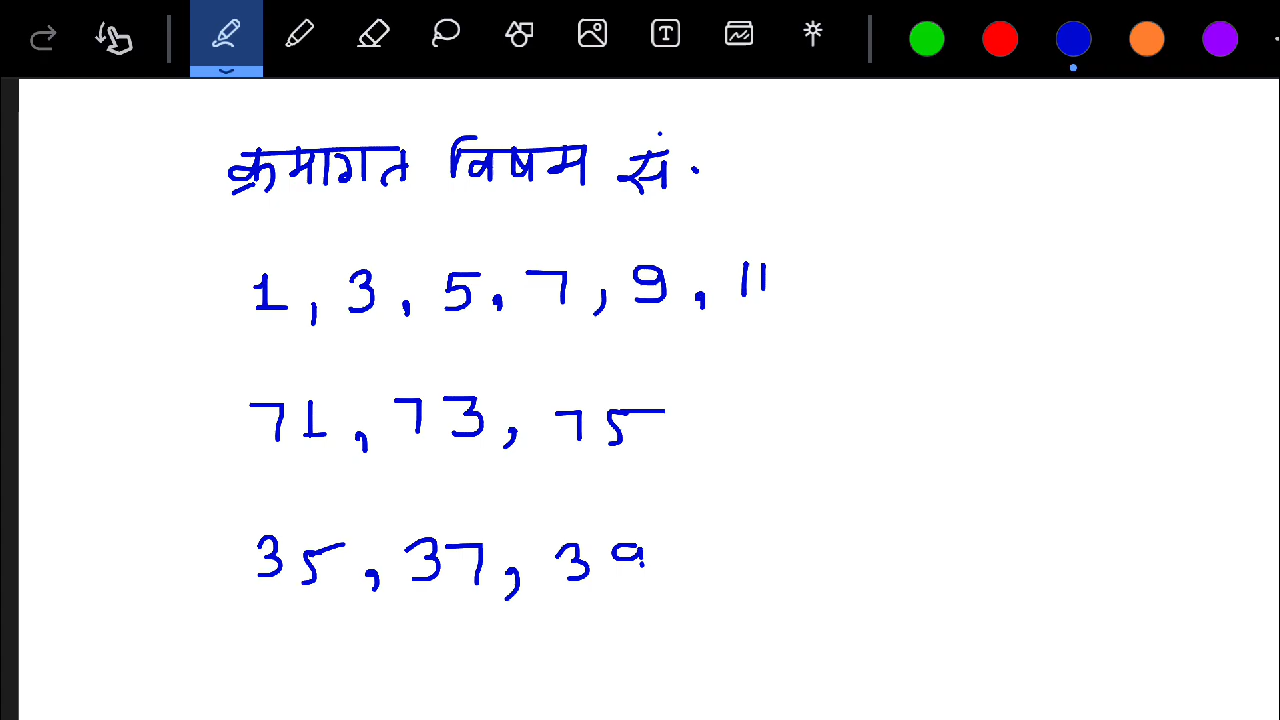 क्रमागत विषम सं.
1, 3, 5, 7, 9, 11
71, 73, 75
35, 37, 39